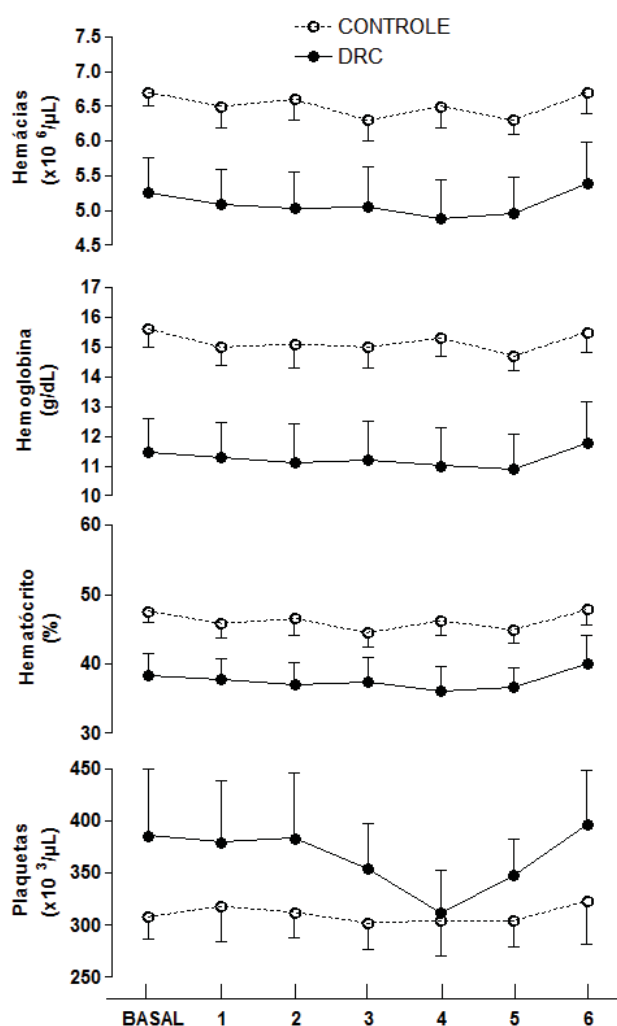 CONTROLE
DRC
Hemácias
(x10 6/µL)
7.5
7.0
6.5
6.0
5.5
5.0
4.5
Hemoglobina
(g/dL)
17
16
15
14
13
12
11
10
Hematócrito
(%)
60
50
40
30
Plaquetas
(x10 3/µL)
450
400
350
300
250
BASAL 1 2 3 4 5 6